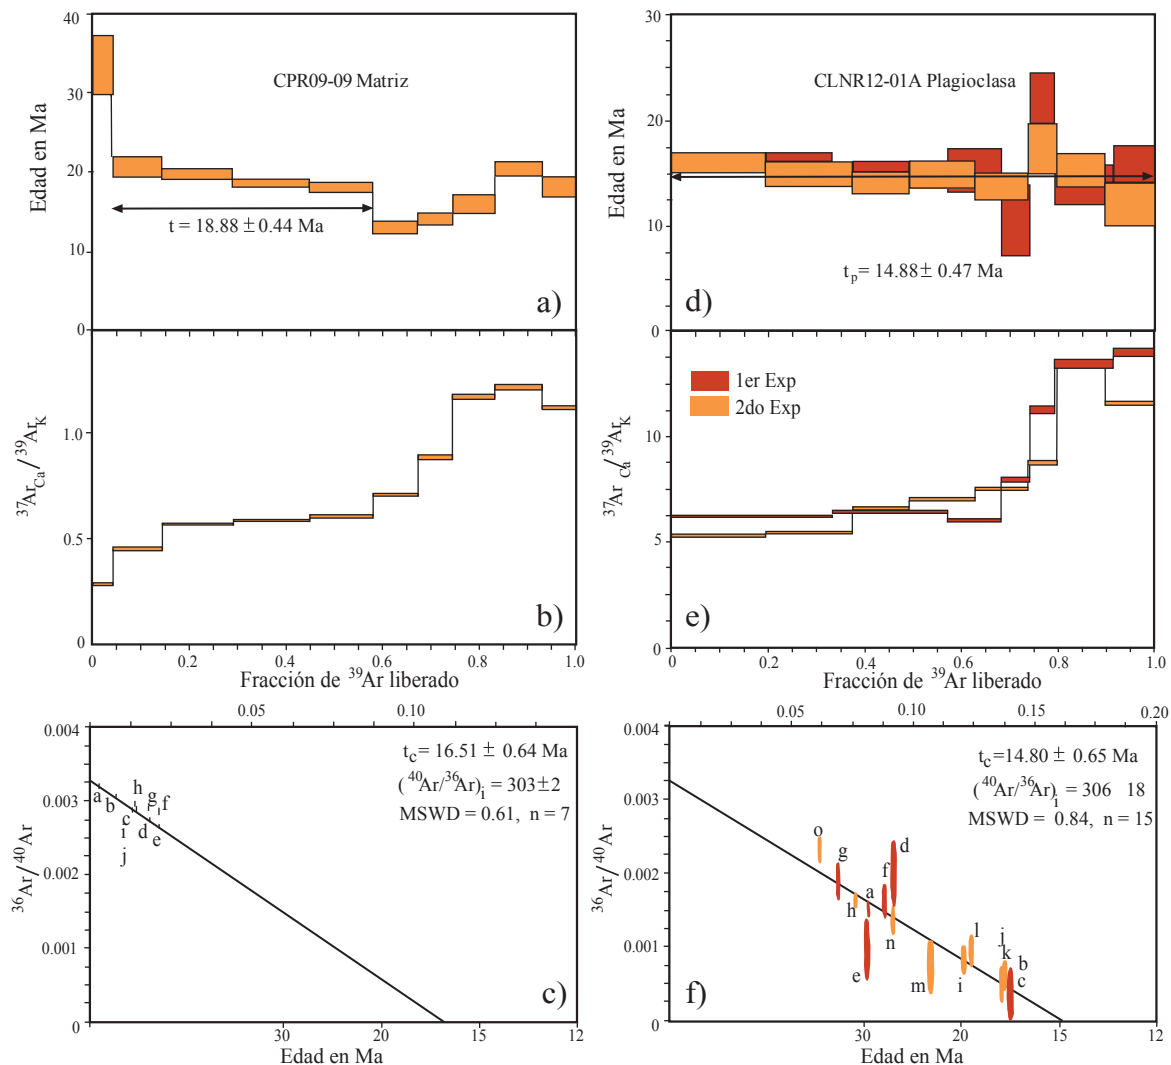 40
30
20
10
0
Edad en Ma
CPR09-09 Matriz
t = 18.88 ± 0.44 Ma
a)
30
25
20
15
10
5
0
Edad en Ma
CLNR12-01A Plagioclasa
tp = 14.88 ± 0.47 Ma
d)
1.0
0.5
0
37ArCa / 39ArK
b)
0 0.2 0.4 0.6 0.8 1.0
Fracción de 39Ar liberado
10
5
0
37ArCa / 39ArK
1er Exp
2do Exp
e)
0 0.2 0.4 0.6 0.8 1.0
Fracción de 39Ar liberado
0.05 0.10
0.004
0.003
0.002
0.001
0
36Ar/40Ar
tc = 16.51 ± 0.64 Ma
(40Ar/36Ar)i = 303±2
MSWD = 0.61, n = 7
a b c h g f
i d e
j
c)
30 20 15 12
Edad en Ma
0.05 0.10 0.15 0.20
0.004
0.003
0.002
0.001
0
36Ar/40Ar
tc = 14.80 ± 0.65 Ma
(40Ar/36Ar)i = 306 18
MSWD = 0.84, n = 15
o g d
f a
h
n l j
k b
e m i c
f)
30 20 15 12
Edad en Ma